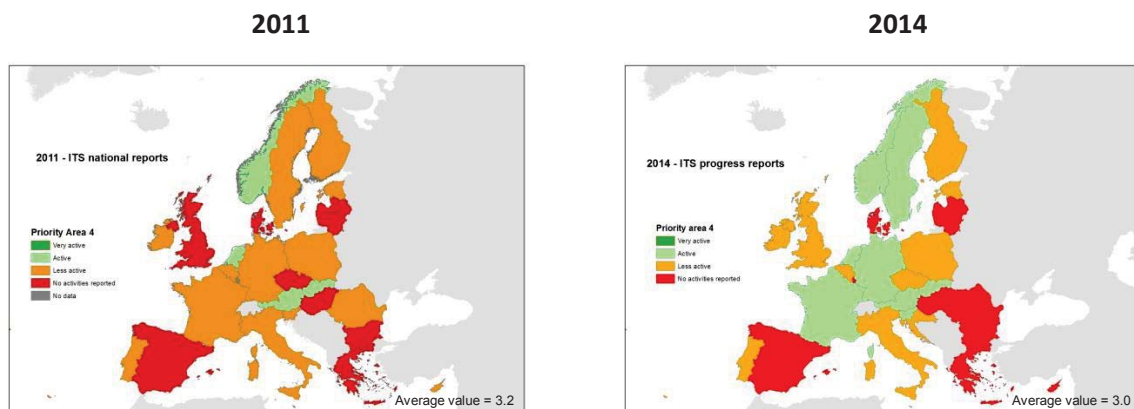 2011
2014
2011 - ITS national reports
Priority Area 4
Very active
Active
Less active
No activities reported
No data
Average value = 3.2
2014 - ITS progress reports
Priority area 4
Very active
Active
Less active
No activities reported
Average value = 3.0